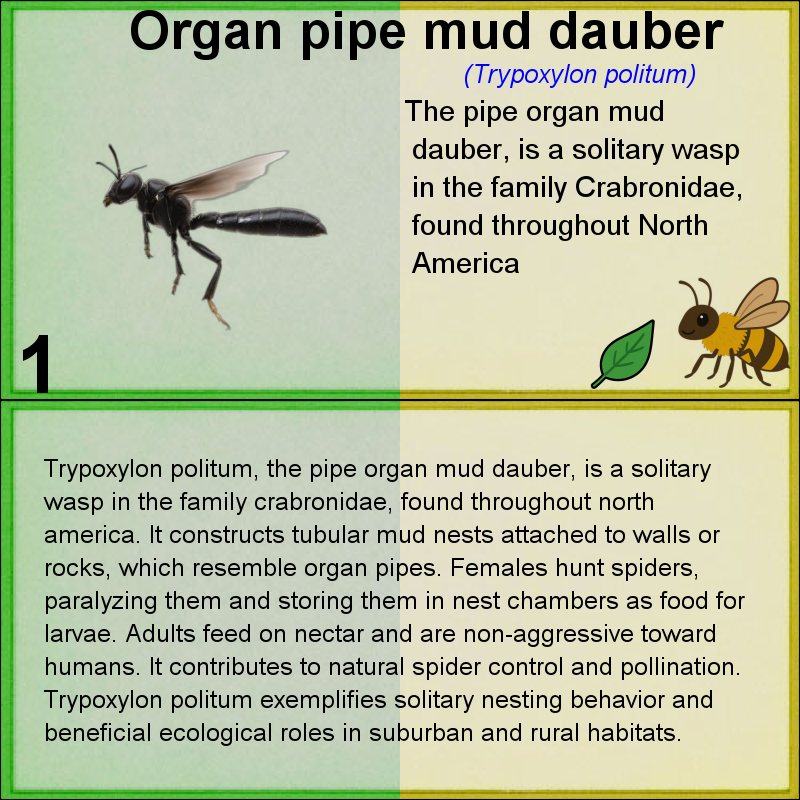 Organ pipe mud dauber
(Trypoxylon politum)
The pipe organ mud
dauber, is a solitary wasp
in the family Crabronidae,
found throughout North
America
1
Trypoxylon politum, the pipe organ mud dauber, is a solitary
wasp in the family crabronidae, found throughout north
america. It constructs tubular mud nests attached to walls or
rocks, which resemble organ pipes. Females hunt spiders,
paralyzing them and storing them in nest chambers as food for
larvae. Adults feed on nectar and are non-aggressive toward
humans. It contributes to natural spider control and pollination.
Trypoxylon politum exemplifies solitary nesting behavior and
beneficial ecological roles in suburban and rural habitats.